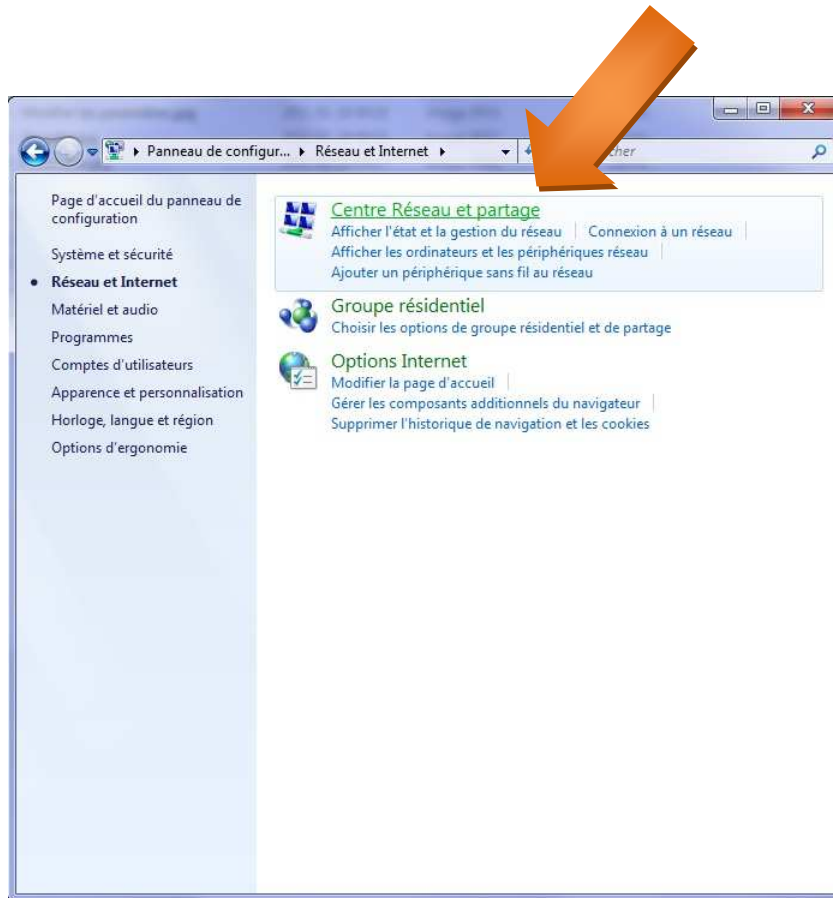 Panneau de configur... Réseau et Internet
Page d'accueil du panneau de
configuration
Système et sécurité
Réseau et Internet
Matériel et audio
Programmes
Comptes d'utilisateurs
Apparence et personnalisation
Horloge, langue et région
Options d'ergonomie
Centre Réseau et partage
Afficher l'état et la gestion du réseau
Connexion à un réseau
Afficher les ordinateurs et les périphériques réseau
Ajouter un périphérique sans fil au réseau
Groupe résidentiel
Choisir les options de groupe résidentiel et de partage
Options Internet
Modifier la page d'accueil
Gérer les composants additionnels du navigateur
Supprimer l'historique de navigation et les cookies